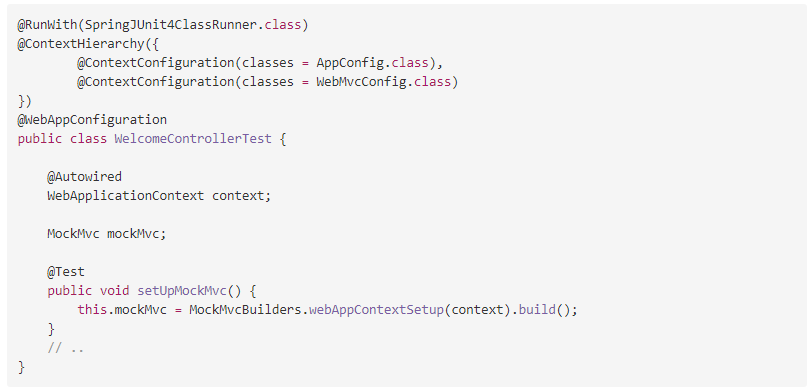 @RunWith(SpringJUnit4ClassRunner.class)
@ContextHierarchy({
        @ContextConfiguration(classes = AppConfig.class),
        @ContextConfiguration(classes = WebMvcConfig.class)
})
@WebAppConfiguration
public class WelcomeControllerTest {

    @Autowired
    WebApplicationContext context;

    MockMvc mockMvc;

    @Test
    public void setUpMockMvc() {
        this.mockMvc = MockMvcBuilders.webAppContextSetup(context).build();
    }
    // ..
}